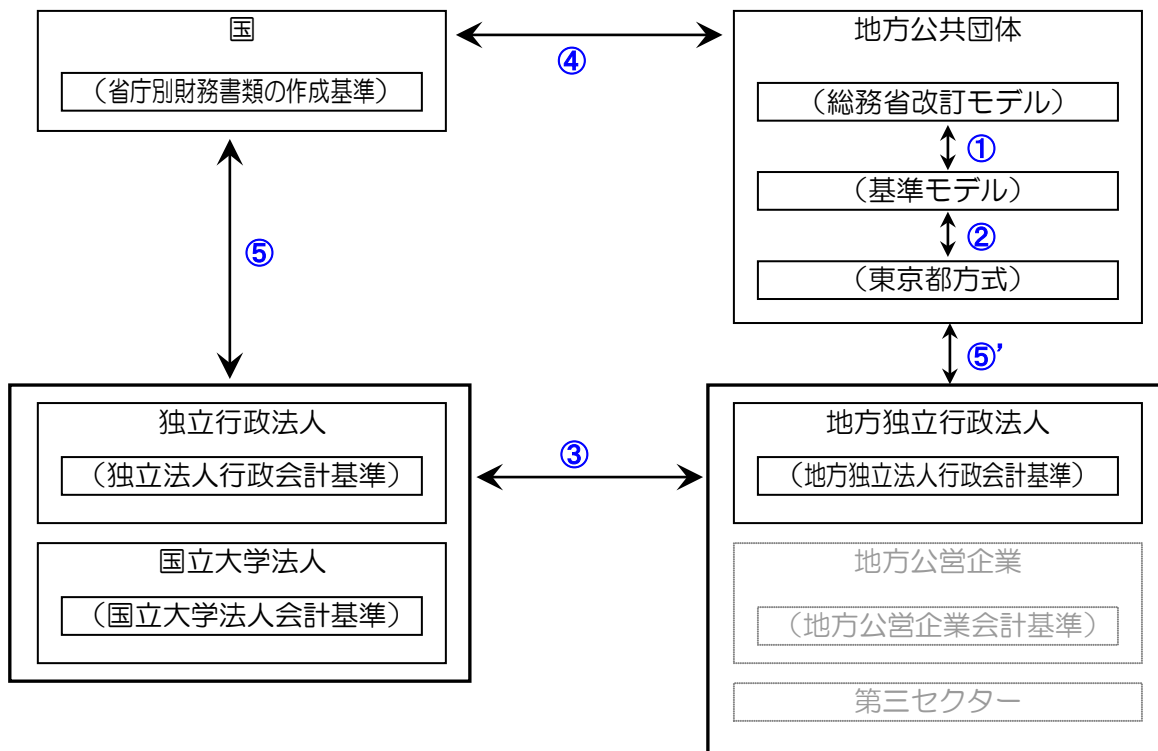 国
（省庁別財務書類の作成基準）
④
地方公共団体
（総務省改訂モデル）
①
（基準モデル）
②
（東京都方式）
⑤
⑤’
独立行政法人
（独立法人行政会計基準）
国立大学法人
（国立大学法人会計基準）
③
地方独立行政法人
（地方独立法人行政会計基準）
地方公営企業
（地方公営企業会計基準）
第三セクター